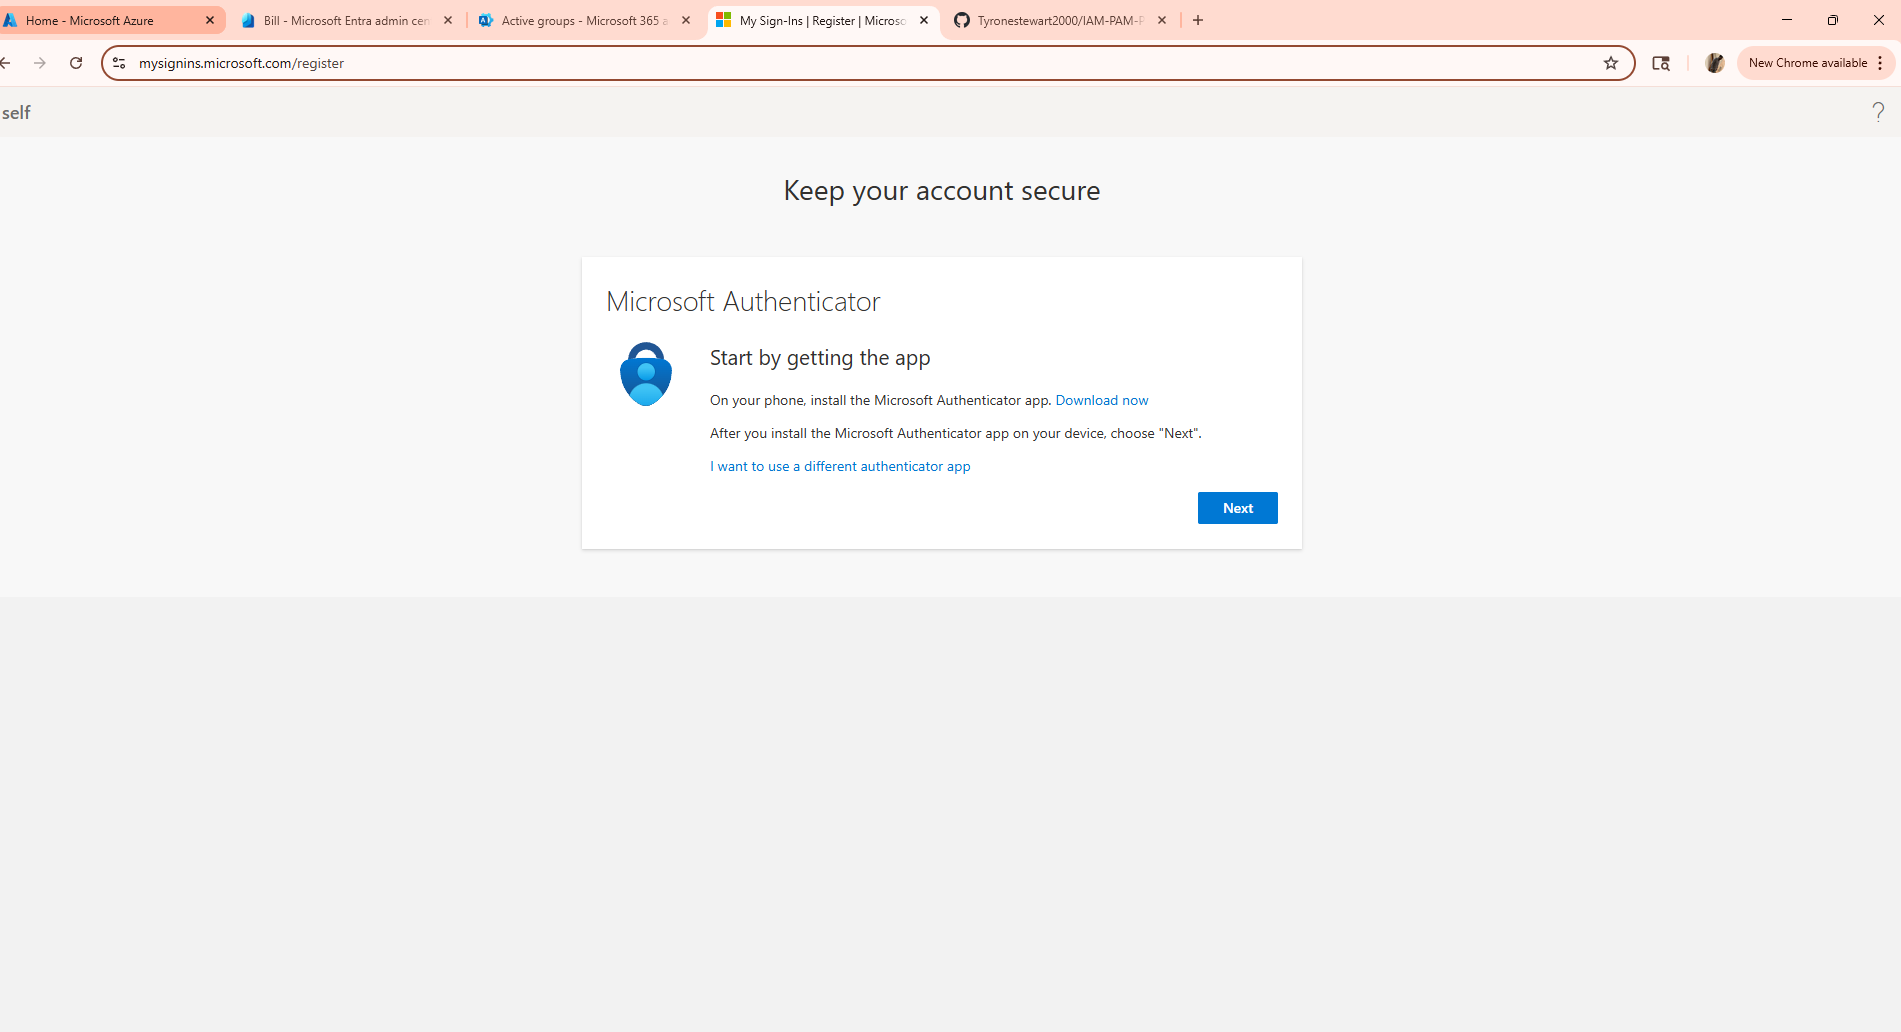 Home - Microsoft Azure
Bill - Microsoft Entra admin cen
Active groups - Microsoft 365 a
My Sign-Ins | Register | Microso
Tyronestewart2000/IAM-PAM-P
mysignins.microsoft.com/register
New Chrome available
self
?
Keep your account secure
Microsoft Authenticator
Start by getting the app
On your phone, install the Microsoft Authenticator app. Download now
After you install the Microsoft Authenticator app on your device, choose "Next".
I want to use a different authenticator app
Next